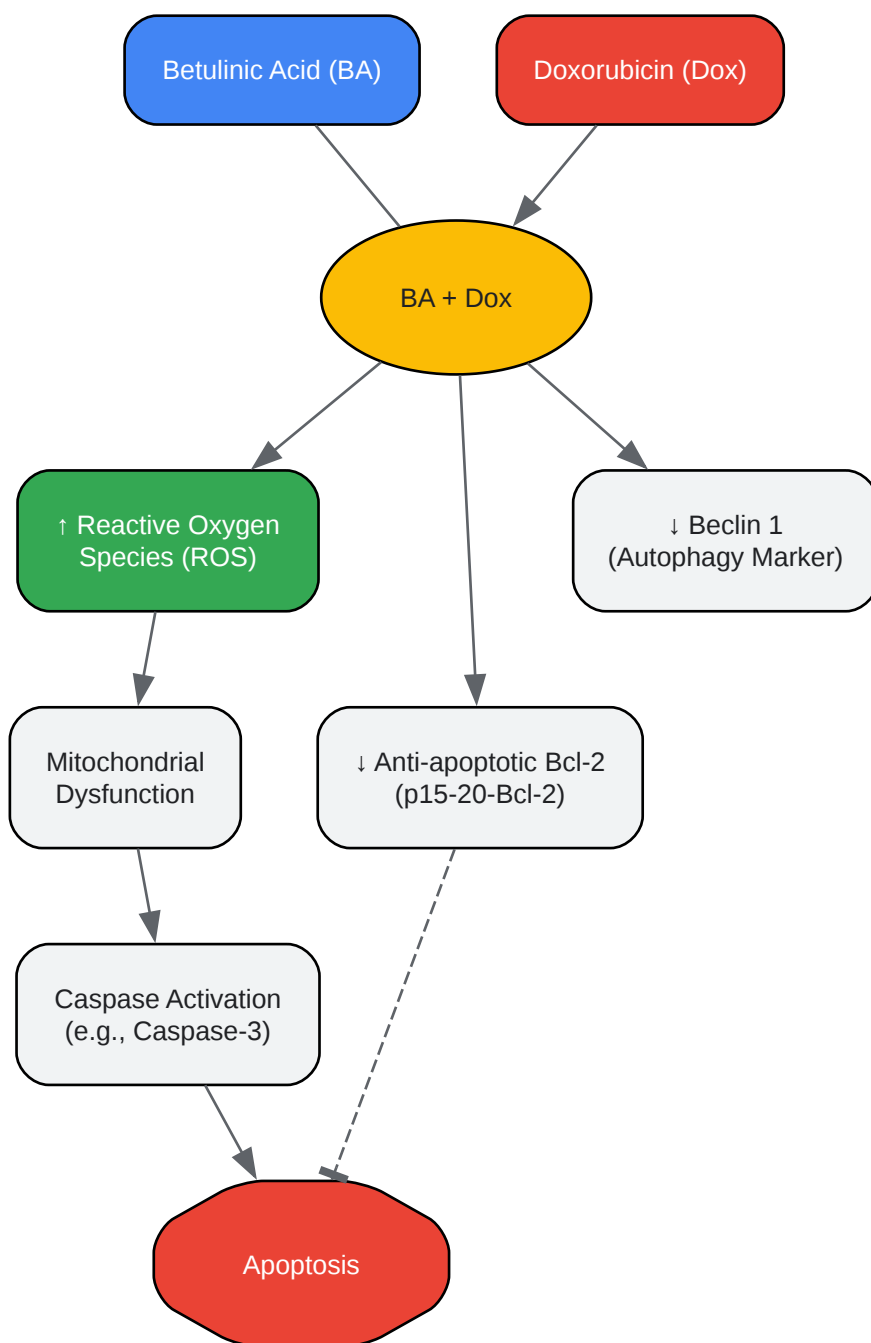 Betulinic Acid (BA)
Doxorubicin (Dox)
BA + Dox
↑ Reactive Oxygen
Species (ROS)
↓ Beclin 1
(Autophagy Marker)
Mitochondrial
Dysfunction
↓ Anti-apoptotic Bcl-2
(p15-20-Bcl-2)
Caspase Activation
(e.g., Caspase-3)
Apoptosis